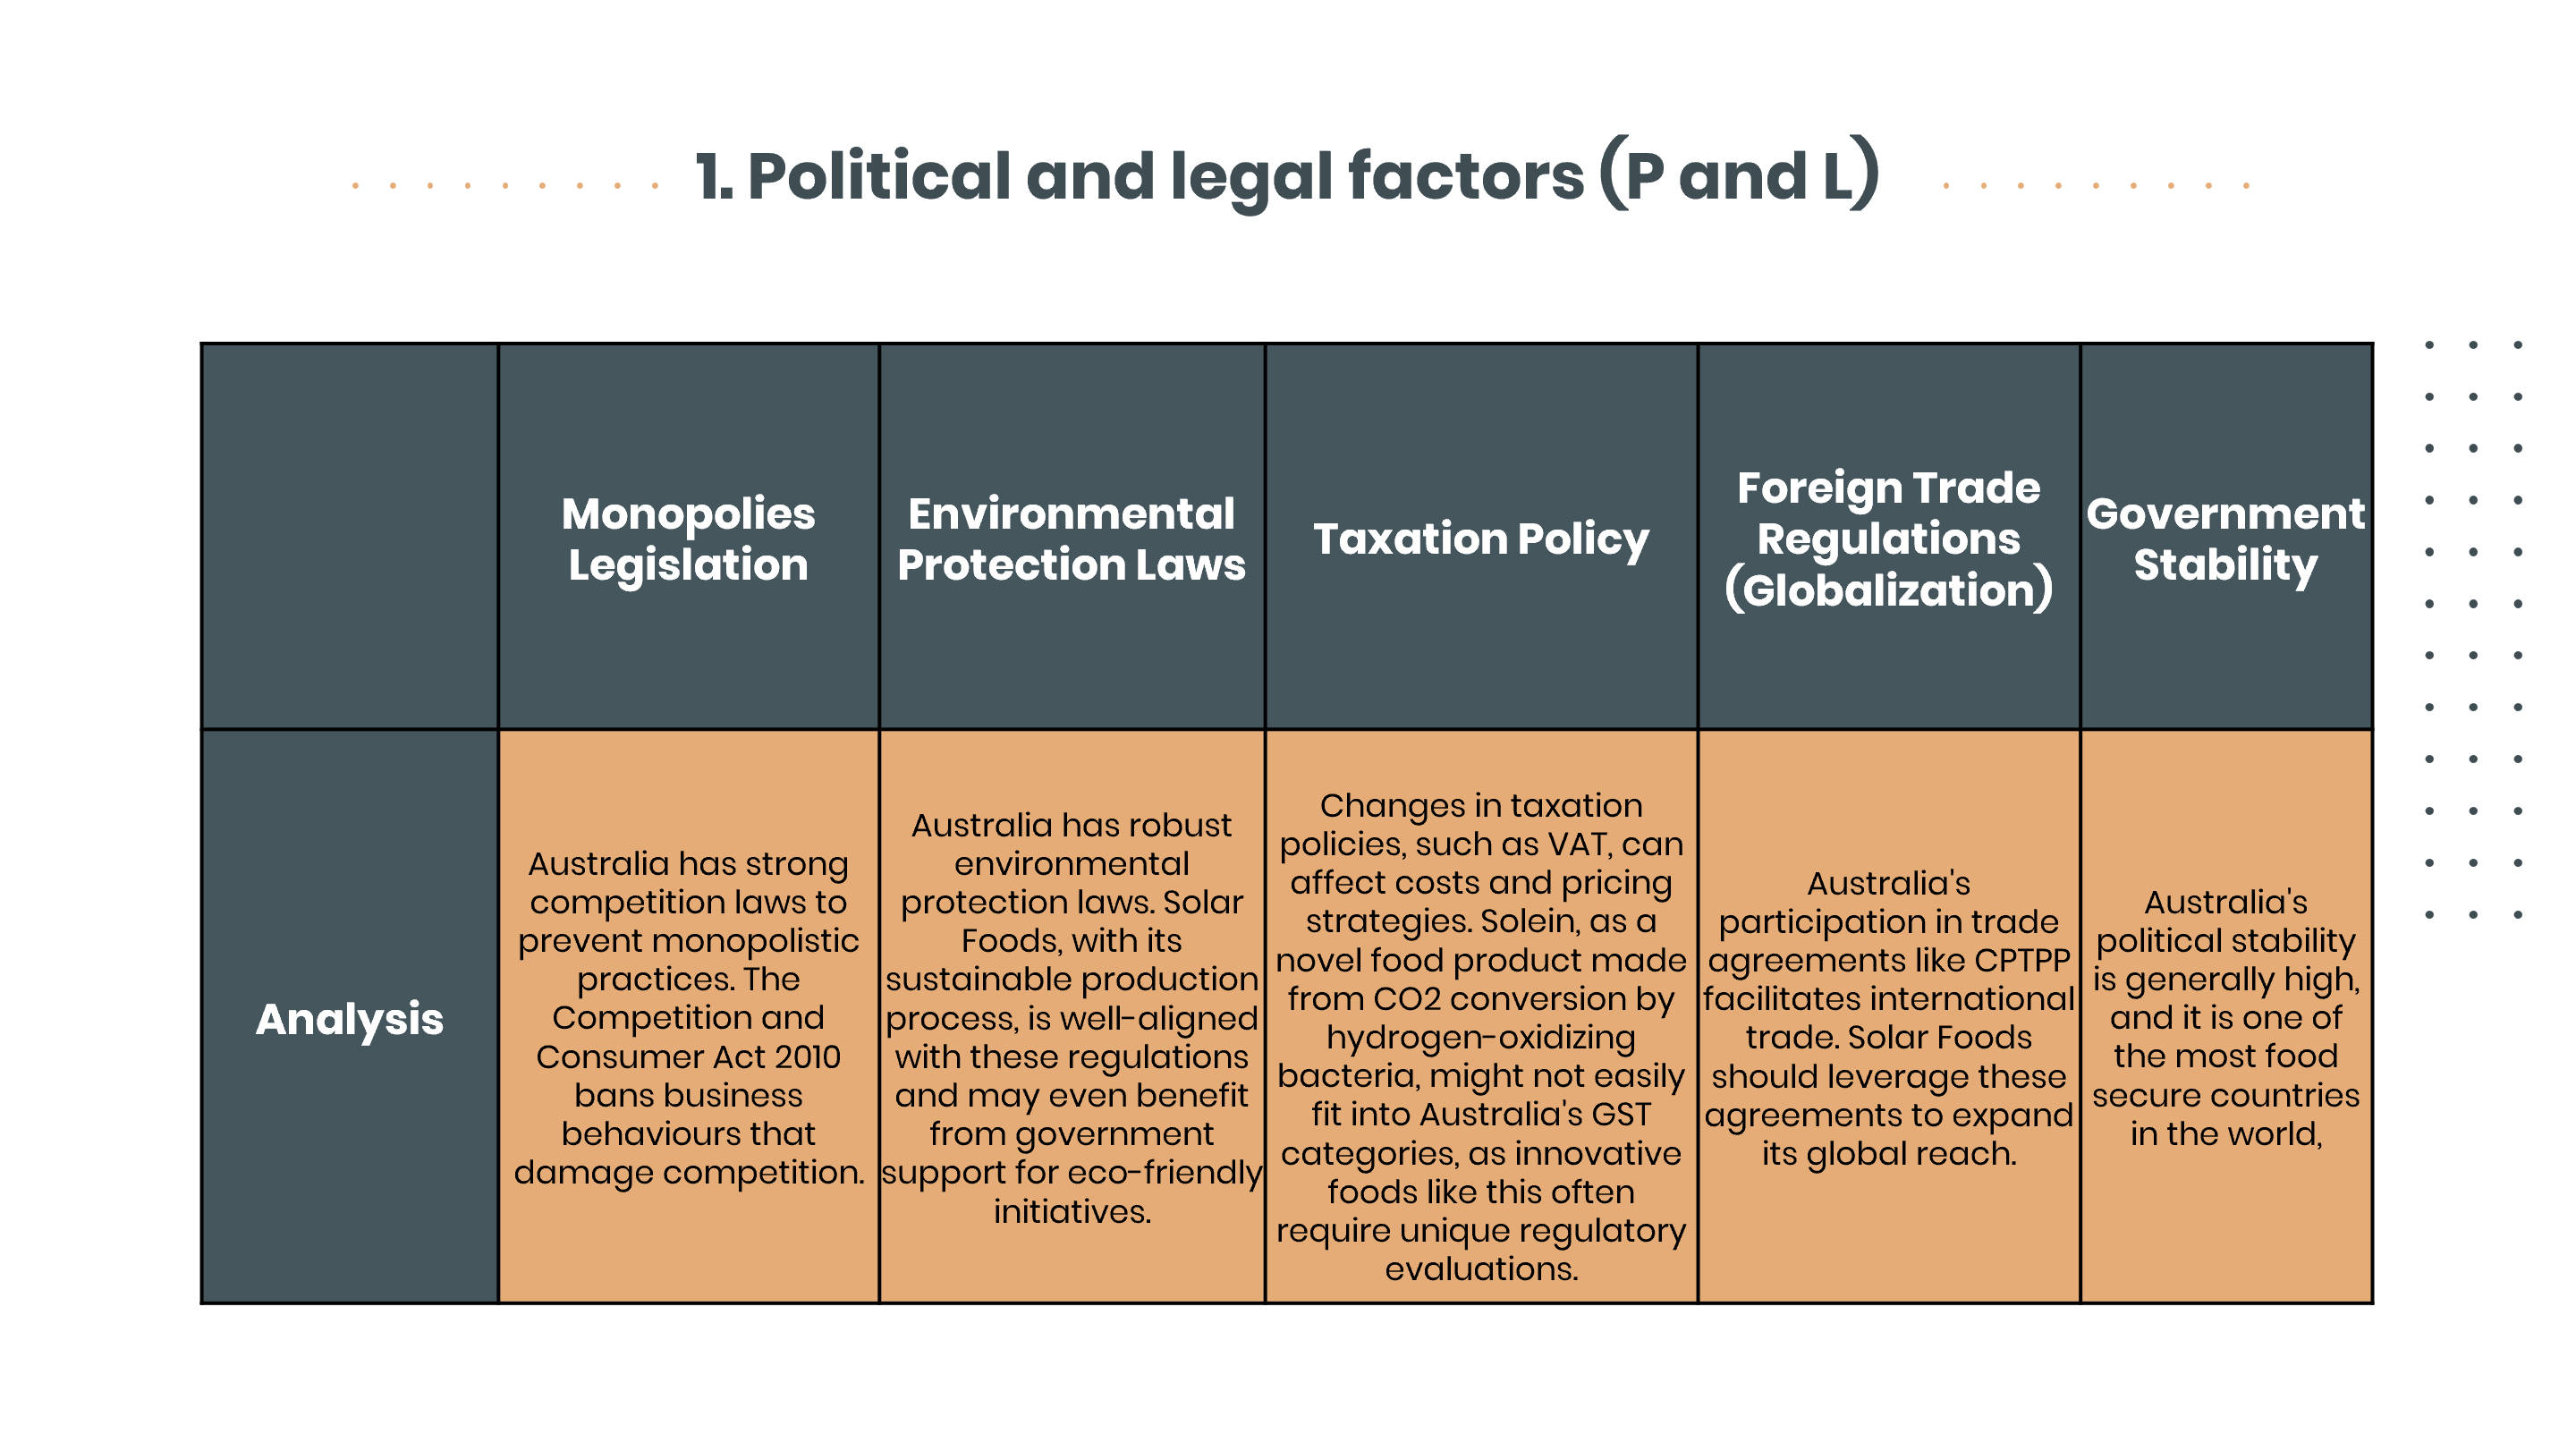 1. Political and legal factors (P and L)
Monopolies
Legislation
Environmental
Protection Laws
Taxation Policy
Foreign Trade
Regulations
(Globalization)
Government
Stability
Analysis
Australia has strong
competition laws to
prevent monopolistic
practices. The
Competition and
Consumer Act 2010
bans business
behaviours that
damage competition.
Australia has robust
environmental
protection laws. Solar
Foods, with its
sustainable production
process, is well-aligned
with these regulations
and may even benefit
from government
support for eco-friendly
initiatives.
Changes in taxation
policies, such as VAT, can
affect costs and pricing
strategies. Solein, as a
novel food product made
from CO2 conversion by
hydrogen-oxidizing
bacteria, might not easily
fit into Australia's GST
categories, as innovative
foods like this often
require unique regulatory
evaluations.
Australia's
participation in trade
agreements like CPTPP
facilitates international
trade. Solar Foods
should leverage these
agreements to expand
its global reach.
Australia's
political stability
is generally high,
and it is one of
the most food
secure countries
in the world,